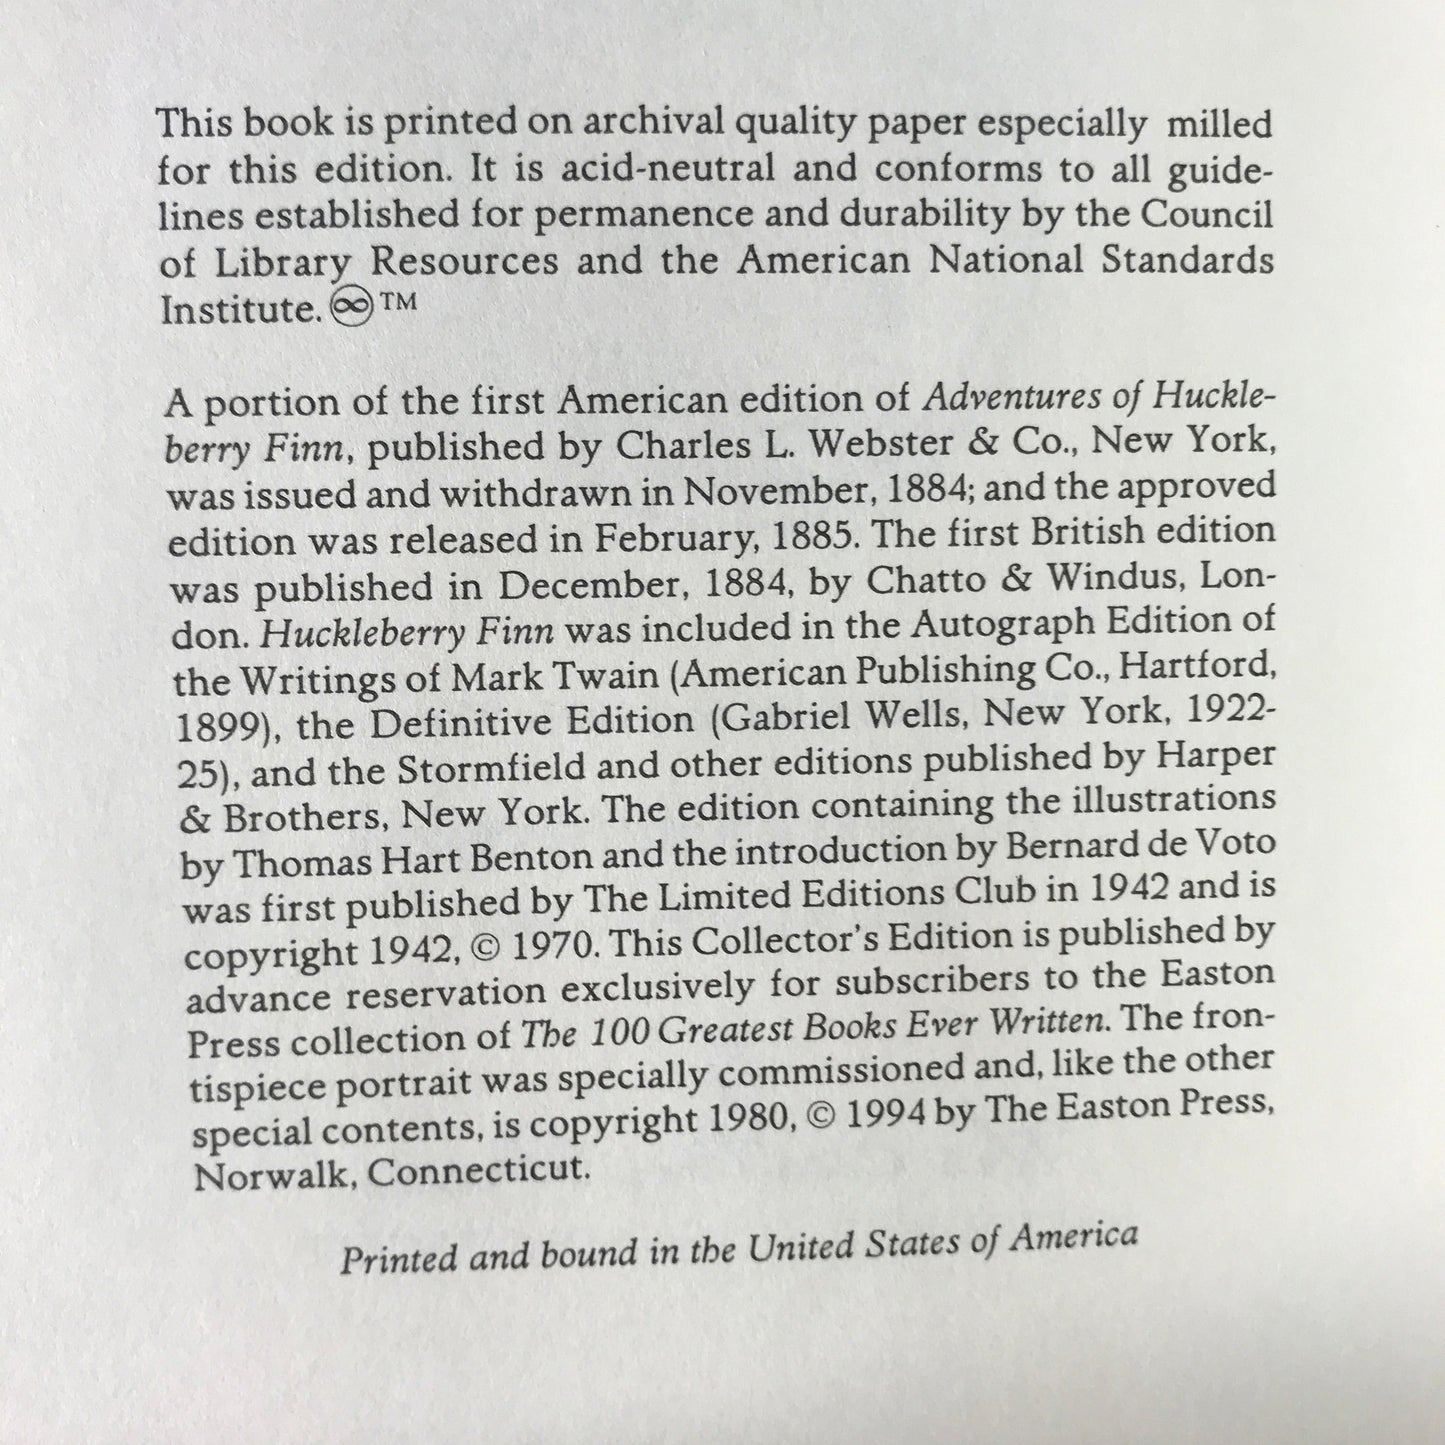 This book is printed on archival quality paper especially milled
for this edition. It is acid-neutral and conforms to all guide-
lines established for permanence and durability by the Council
of Library Resources and the American National Standards
Institute. ♾™
A portion of the first American edition of Adventures of Huckle-
berry Finn, published by Charles L. Webster & Co., New York,
was issued and withdrawn in November, 1884; and the approved
edition was released in February, 1885. The first British edition
was published in December, 1884, by Chatto & Windus, Lon-
don. Huckleberry Finn was included in the Autograph Edition of
the Writings of Mark Twain (American Publishing Co., Hartford,
1899), the Definitive Edition (Gabriel Wells, New York, 1922-
25), and the Stormfield and other editions published by Harper
& Brothers, New York. The edition containing the illustrations
by Thomas Hart Benton and the introduction by Bernard de Voto
was first published by The Limited Editions Club in 1942 and is
copyright 1942, © 1970. This Collector's Edition is published by
advance reservation exclusively for subscribers to the Easton
Press collection of The 100 Greatest Books Ever Written. The fron-
tispiece portrait was specially commissioned and, like the other
special contents, is copyright 1980, © 1994 by The Easton Press,
Norwalk, Connecticut.
Printed and bound in the United States of America